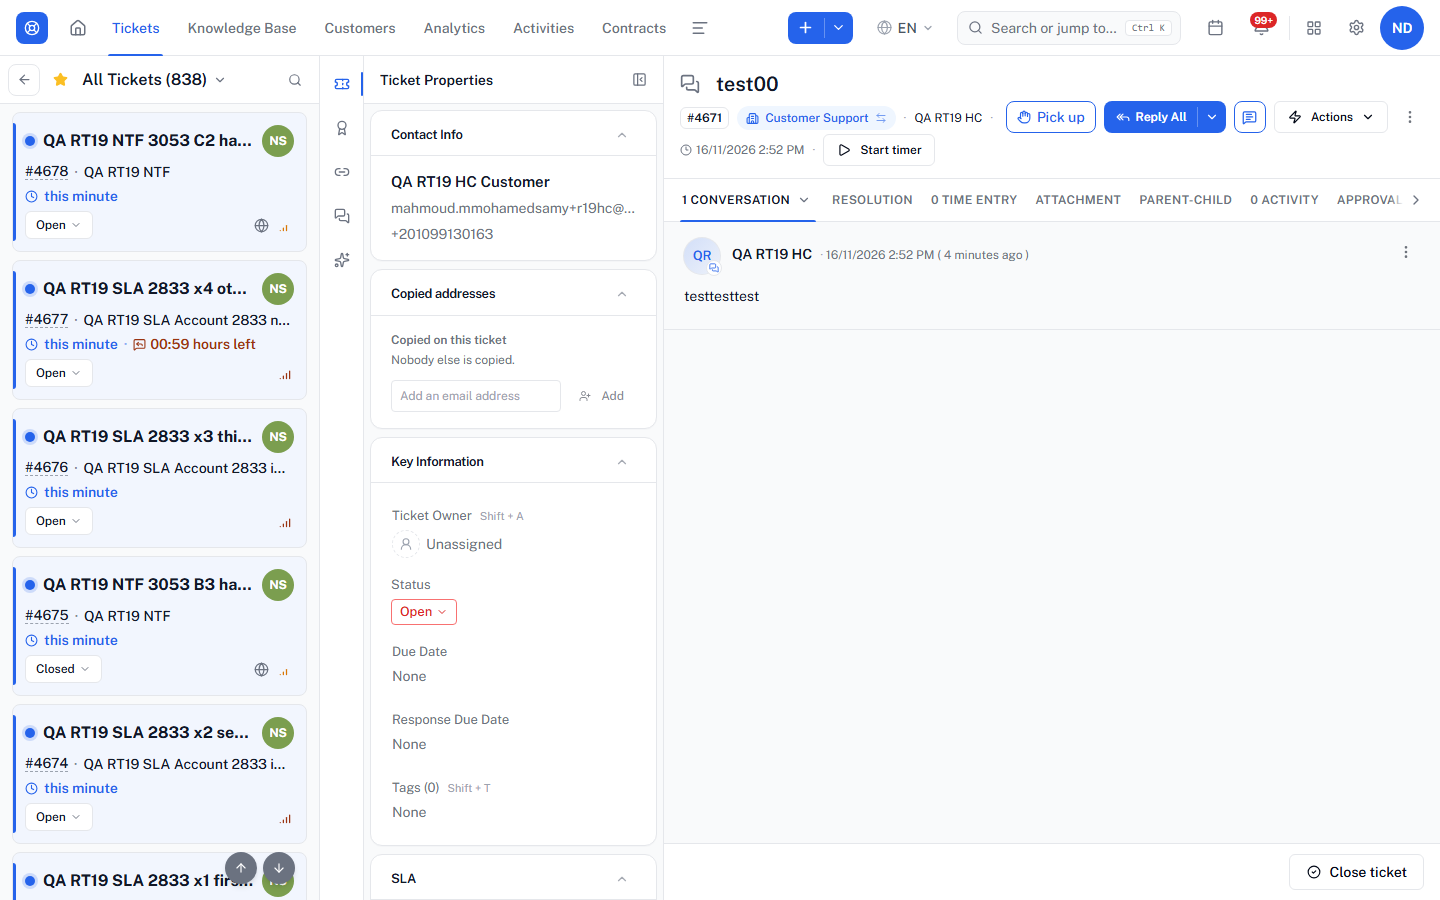 Tickets
Knowledge Base
Customers
Analytics
Activities
Contracts
EN
Search or jump to...
Ctrl K
99+
ND
All Tickets (838)
QA RT19 NTF 3053 C2 ha...
NS
#4678 · QA RT19 NTF
this minute
Open
QA RT19 SLA 2833 x4 ot...
NS
#4677 · QA RT19 SLA Account 2833 n...
this minute · 00:59 hours left
Open
QA RT19 SLA 2833 x3 thi...
NS
#4676 · QA RT19 SLA Account 2833 i...
this minute
Open
QA RT19 NTF 3053 B3 ha...
NS
#4675 · QA RT19 NTF
this minute
Closed
QA RT19 SLA 2833 x2 se...
NS
#4674 · QA RT19 SLA Account 2833 i...
this minute
Open
QA RT19 SLA 2833 x1 fir...
Ticket Properties
Contact Info
QA RT19 HC Customer
mahmoud.mmohamedsamy+r19hc@...
+201099130163
Copied addresses
Copied on this ticket
Nobody else is copied.
Add an email address
Add
Key Information
Ticket Owner Shift + A
Unassigned
Status
Open
Due Date
None
Response Due Date
None
Tags (0) Shift + T
None
SLA
test00
#4671
Customer Support
· QA RT19 HC ·
Pick up
Reply All
Actions
16/11/2026 2:52 PM ·
Start timer
1 CONVERSATION
RESOLUTION
0 TIME ENTRY
ATTACHMENT
PARENT-CHILD
0 ACTIVITY
APPROVAL
QR
QA RT19 HC · 16/11/2026 2:52 PM ( 4 minutes ago )
testtesttest
Close ticket